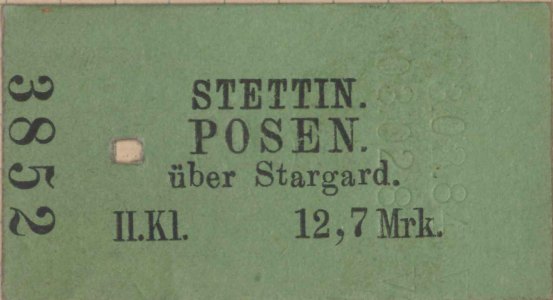 3852
STETTIN.
POSEN.
über Stargard.
II.Kl. 12,7 Mrk.